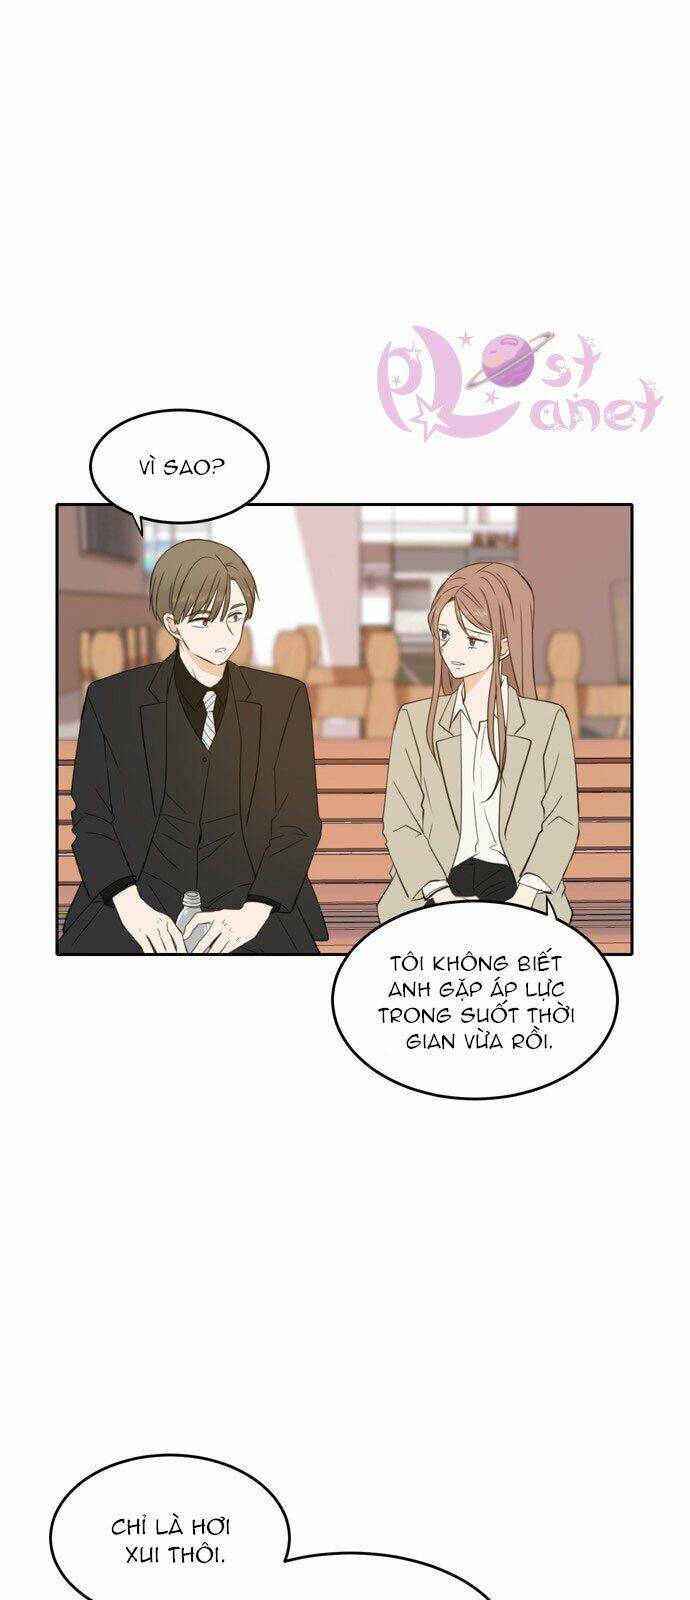 Lost
Planet
VÌ SAO?
TÔI KHÔNG BIẾT
ANH GẶP ÁP LỰC
TRONG SUỐT THỜI
GIAN VỪA RỒI.
CHỈ LÀ HƠI
XUI THÔI.